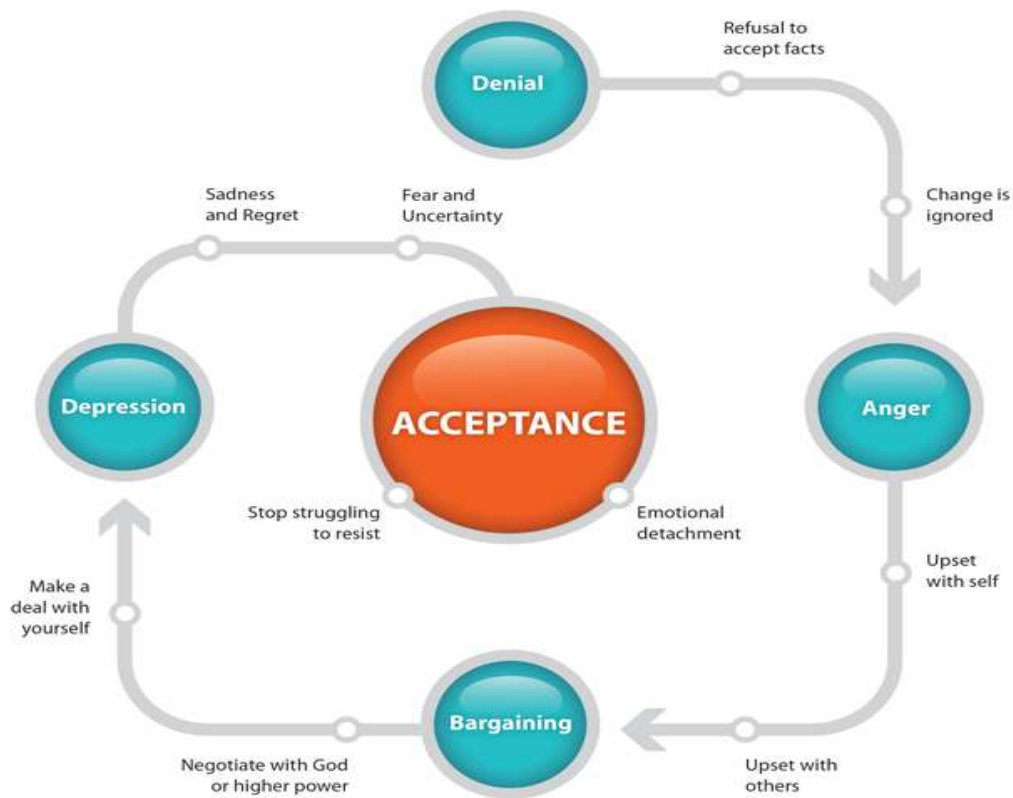 Denial
Refusal to
accept facts
Change is
ignored
Anger
Upset
with self
Upset with
others
Bargaining
Negotiate with God
or higher power
Make a
deal with
yourself
Depression
Sadness
and Regret
Fear and
Uncertainty
ACCEPTANCE
Stop struggling
to resist
Emotional
detachment